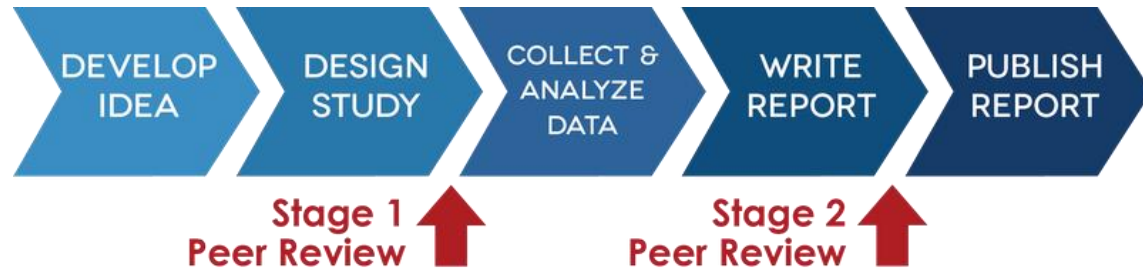 DEVELOP
IDEA
DESIGN
STUDY
COLLECT &
ANALYZE
DATA
WRITE
REPORT
PUBLISH
REPORT
Stage 1
Peer Review
Stage 2
Peer Review